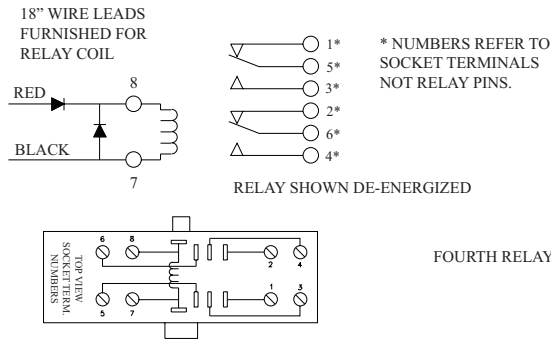 18” WIRE LEADS
FURNISHED FOR
RELAY COIL
RED
BLACK
8
7
1*
5*
3*
2*
6*
4*
* NUMBERS REFER TO
SOCKET TERMINALS
NOT RELAY PINS.
RELAY SHOWN DE-ENERGIZED
TOP VIEW
SOCKET TERM.
NUMBERS
6 8
2 4
5 7
1 3
FOURTH RELAY